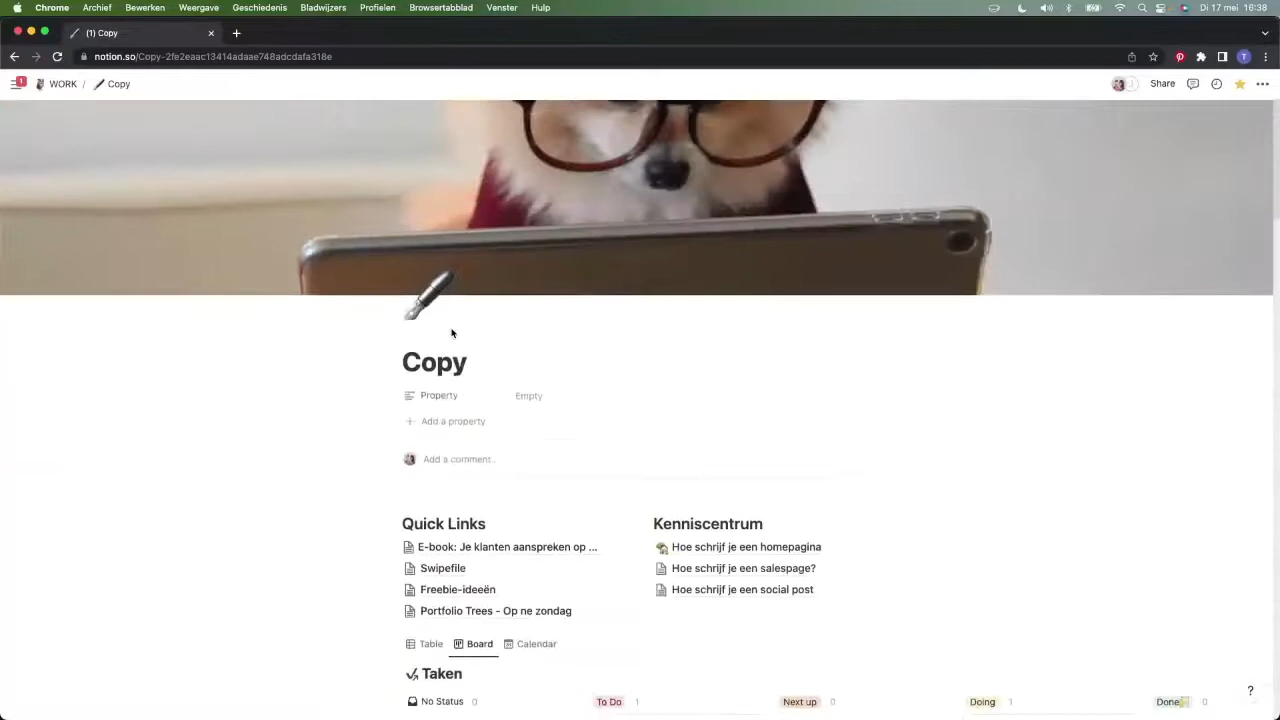 Chrome Archief Bewerken Weergave Geschiedenis Bladwijzers Profielen Browsertabblad Venster Hulp Di 17 mei 16:38
(1) Copy
notion.so/Copy-2fe2eaac13414adaae748adcdafa318e T
1 WORK / Copy Share
Copy
Property Empty
Add a property
Add a comment..
Quick Links
E-book: Je klanten aanspreken op ...
Swipefile
Freebie-ideeën
Portfolio Trees - Op ne zondag
Kenniscentrum
Hoe schrijf je een homepagina
Hoe schrijf je een salespage?
Hoe schrijf je een social post
Table Board Calendar
Taken
No Status 0 To Do 1 Next up 0 Doing 1 Done 0
?